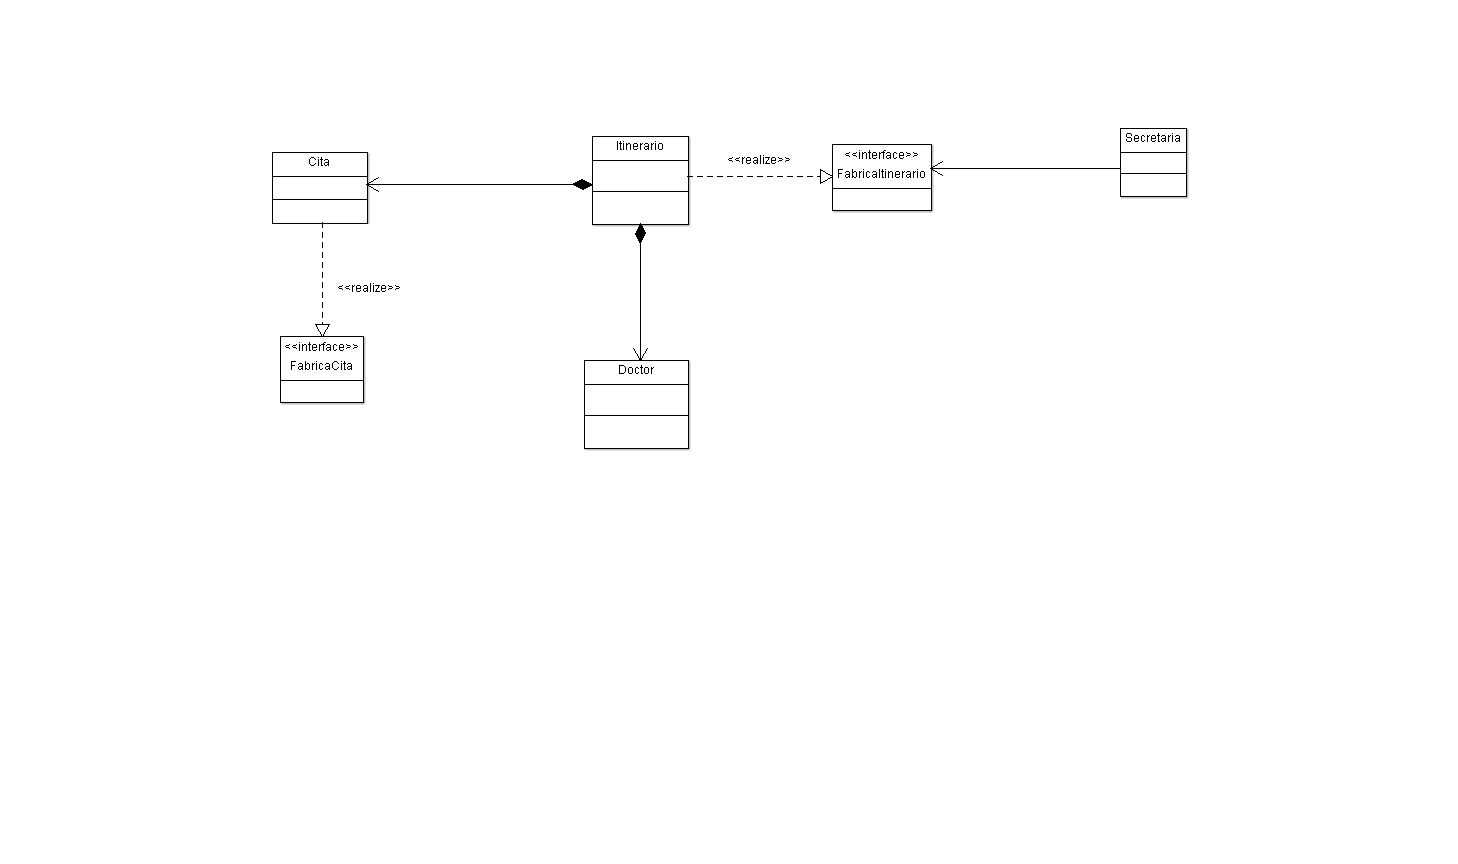 Cita
Itinerario
<<realize>>
<<interface>>
FabricaItinerario
Secretaria
<<realize>>
<<interface>>
FabricaCita
Doctor